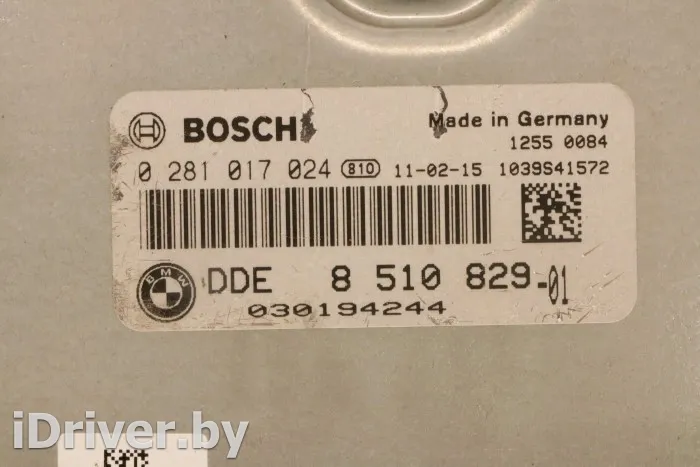 BOSCH
Made in Germany
1255 0084
0 281 017 024 810 11-02-15 1039S41572
BMW
DDE 8 510 829-01
030194244
iDriver.by